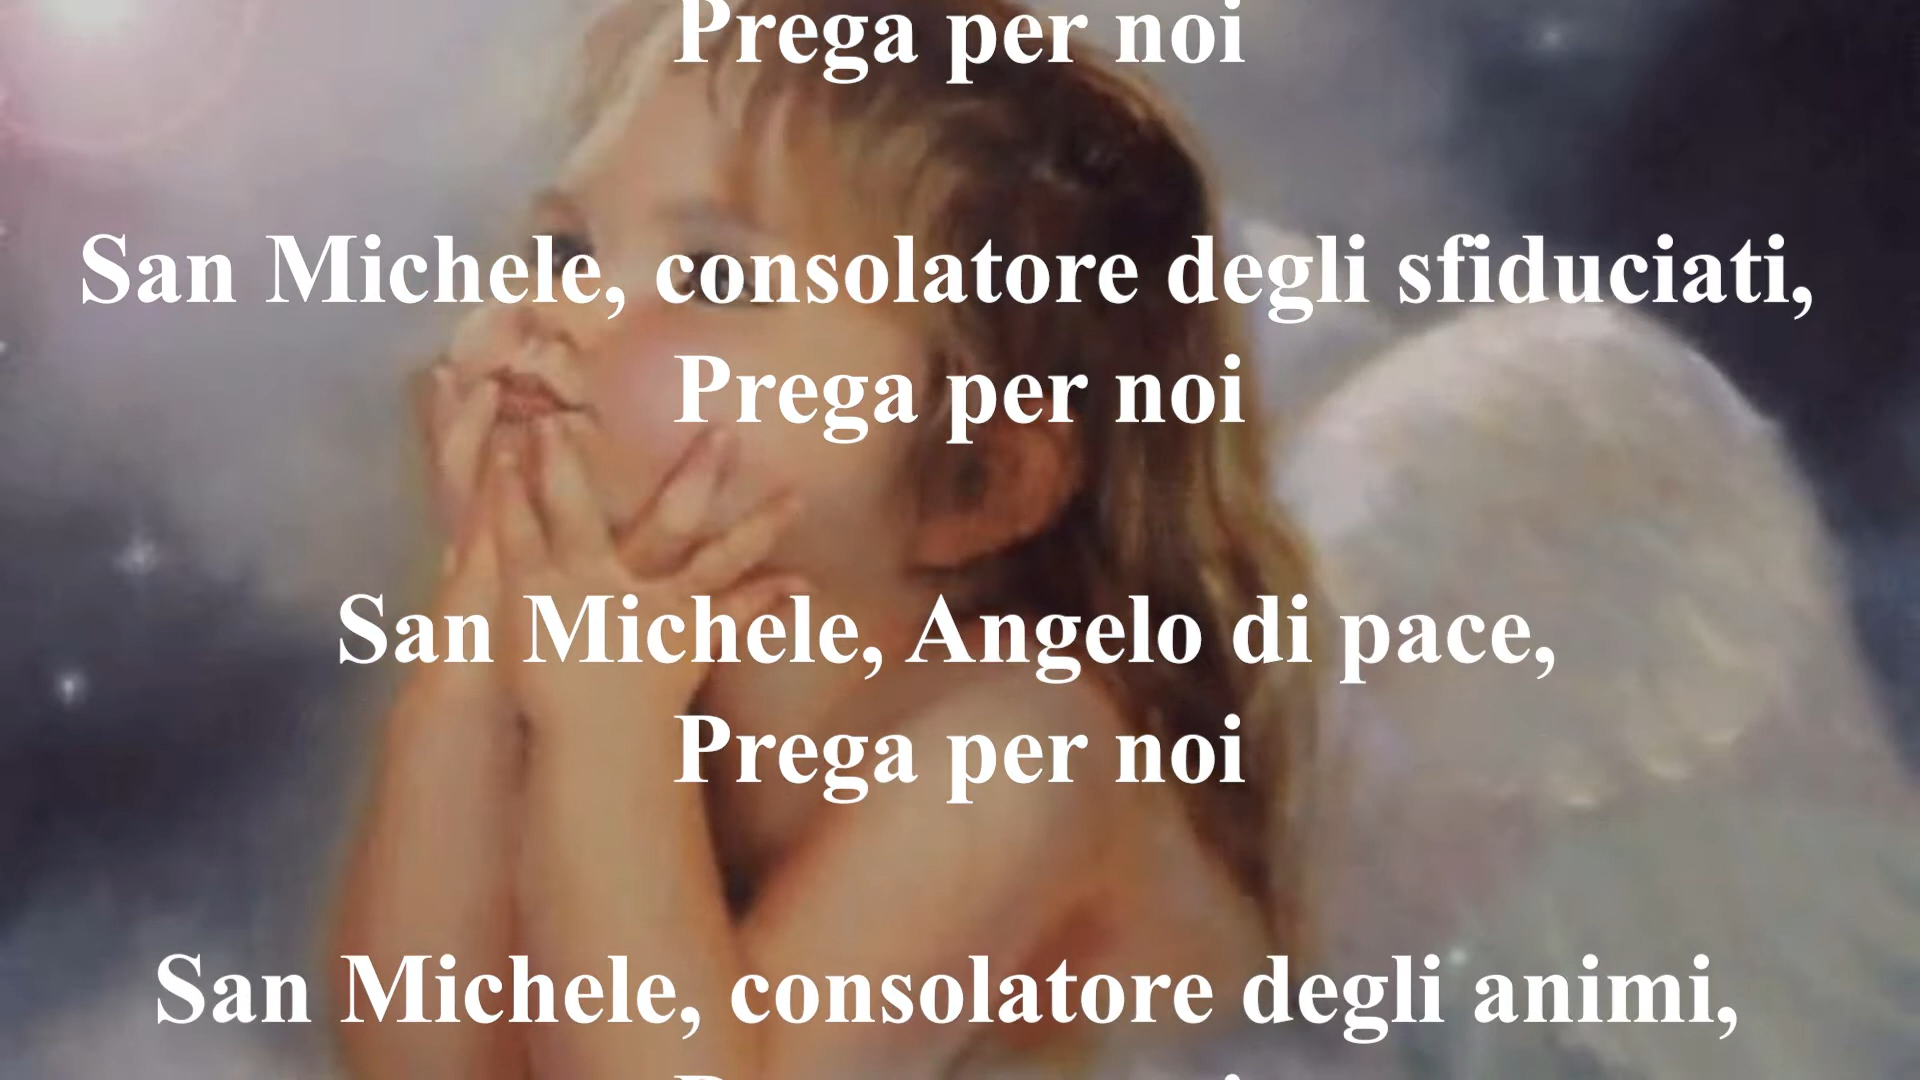 Prega per noi
San Michele, consolatore degli sfiduciati,
Prega per noi
San Michele, Angelo di pace,
Prega per noi
San Michele, consolatore degli animi,